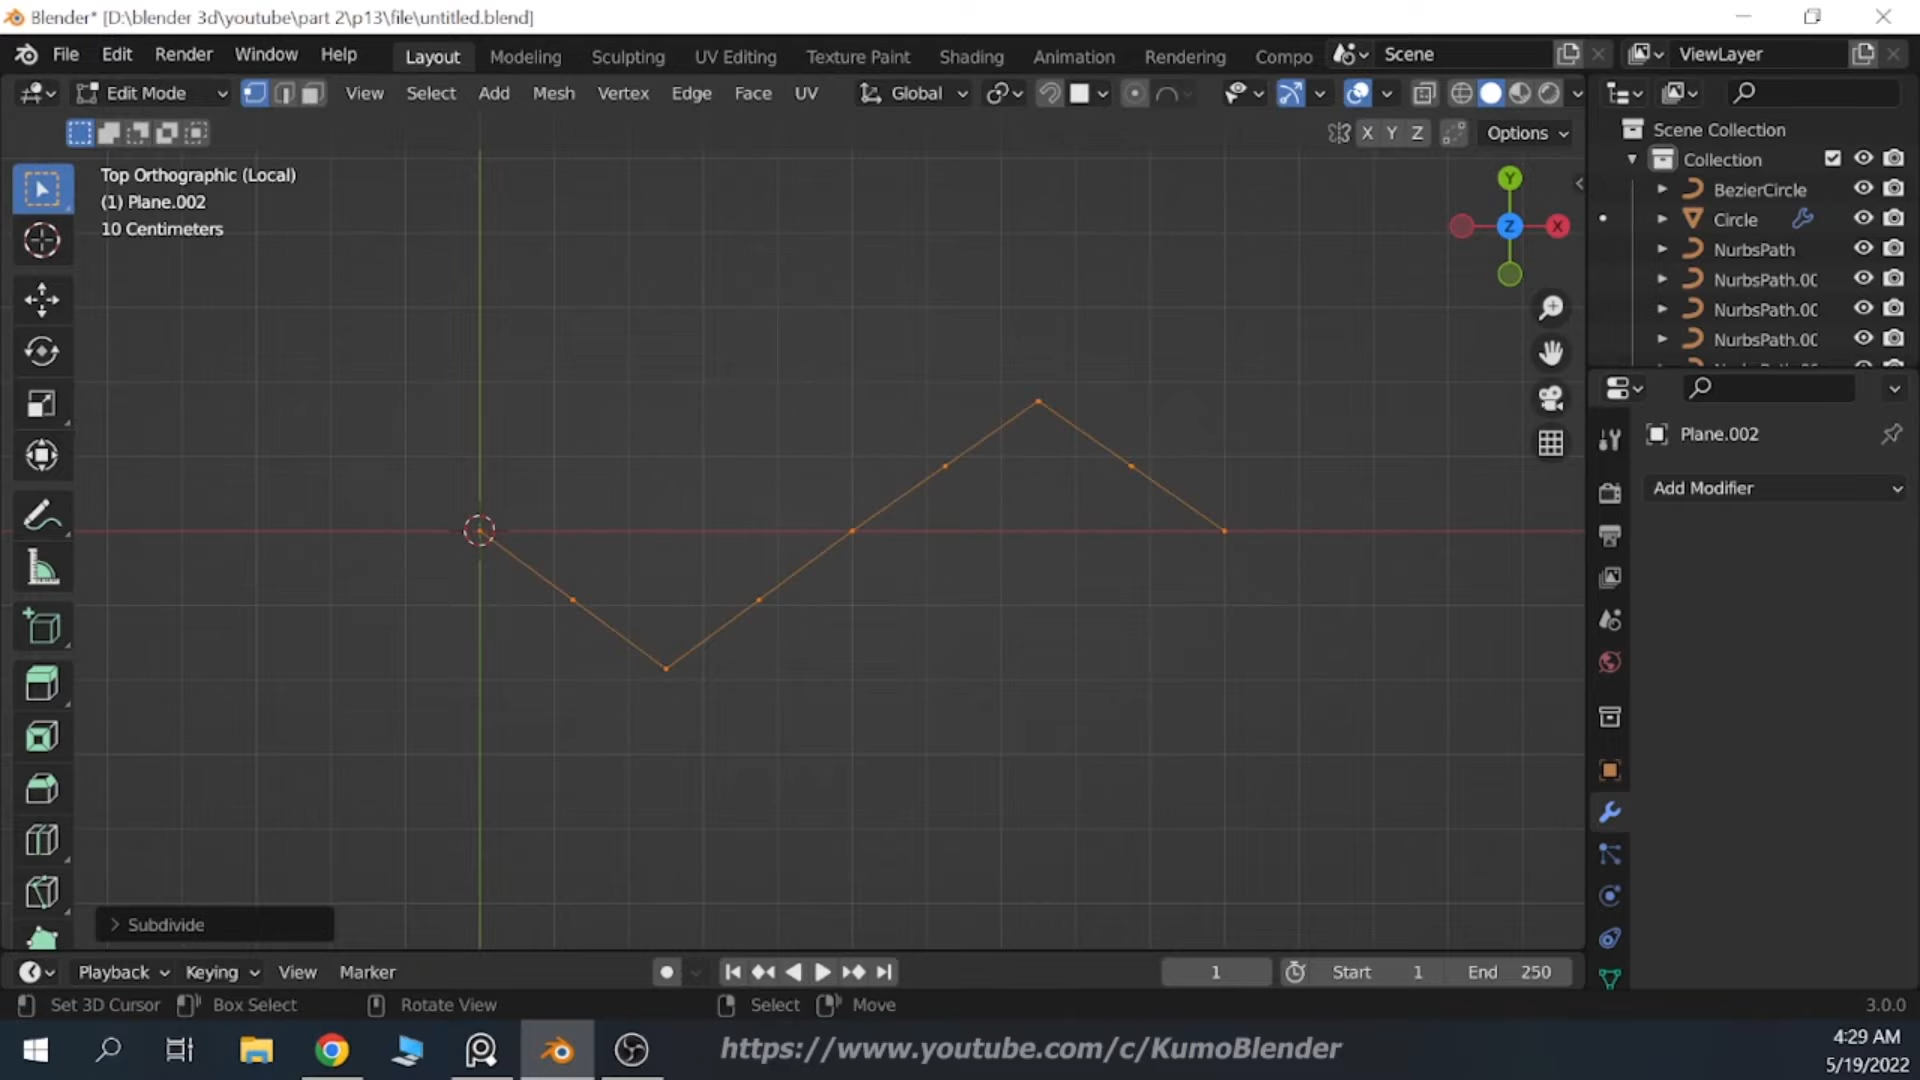 Blender* [D:\blender 3d\youtube\part 2\p13\file\untitled.blend]
File Edit Render Window Help Layout Modeling Sculpting UV Editing Texture Paint Shading Animation Rendering Compo Scene ViewLayer
Edit Mode View Select Add Mesh Vertex Edge Face UV Global
X Y Z Options
Scene Collection
Collection
BezierCircle
Circle
NurbsPath
NurbsPath.00
NurbsPath.00
NurbsPath.00
Top Orthographic (Local)
(1) Plane.002
10 Centimeters
Y
Z X
Plane.002
Add Modifier
Subdivide
Playback Keying View Marker 1 Start 1 End 250
Set 3D Cursor Box Select Rotate View Select Move 3.0.0
https://www.youtube.com/c/KumoBlender
4:29 AM
5/19/2022